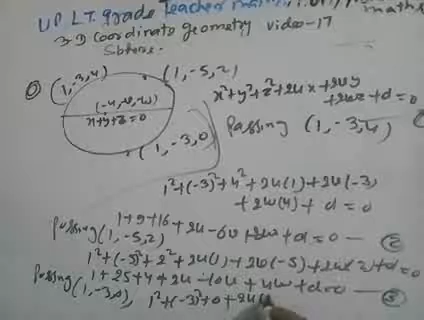 UP L.T. grade Teacher maths
3D Coordinate geometry video-17
Sphere.
① (1,-3,4) (1,-5,2)
(-u,-v,-w)
x+y+z=0
(1,-3,0)
x²+y²+z²+2ux+2vy
+2wz+d=0
Passing (1,-3,4)
1²+(-3)²+4²+2u(1)+2v(-3)
+2w(4)+d=0
1+9+16+2u-6v+8w+d=0 — ②
Passing (1,-5,2)
1²+(-5)²+2²+2u(1)+2v(-5)+2w(2)+d=0
1+25+4+2u-10v+4w+d=0 — ③
Passing (1,-3,0), 1²+(-3)²+0+2u(